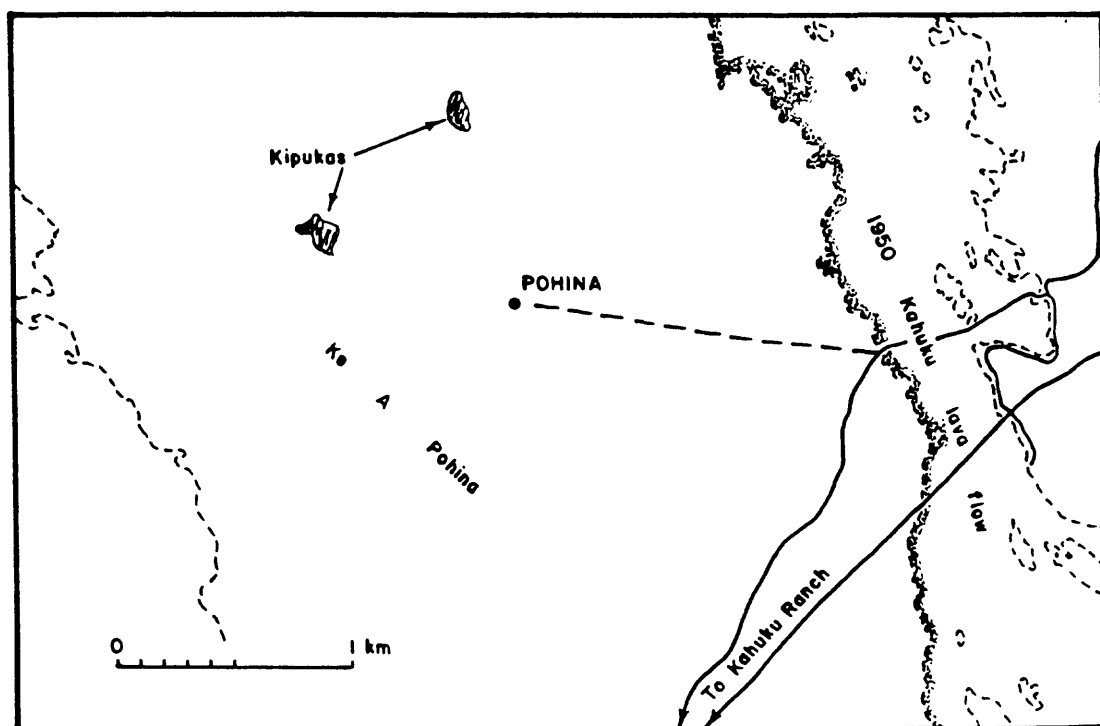 Kipukas
1950
POHINA
Kahuku
Ke
A
Pohina
lava
flow
To Kahuku Ranch
0 1 km